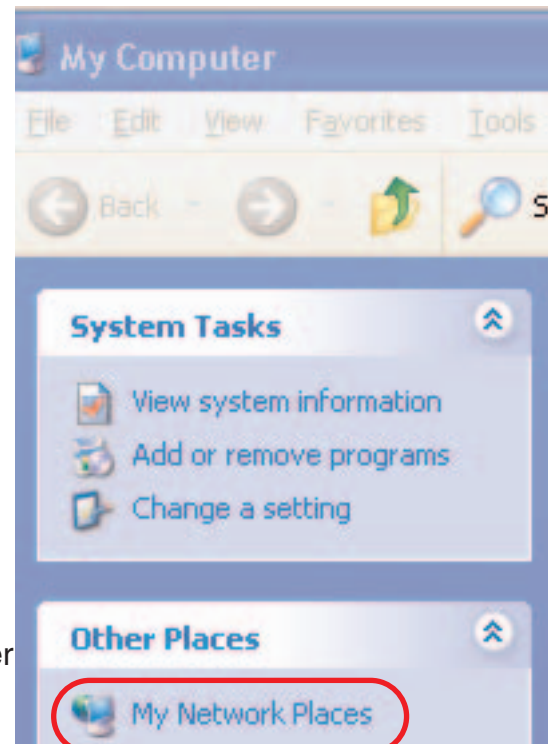 My Computer
File Edit View Favorites Tools
Back S
System Tasks
View system information
Add or remove programs
Change a setting
er
Other Places
My Network Places